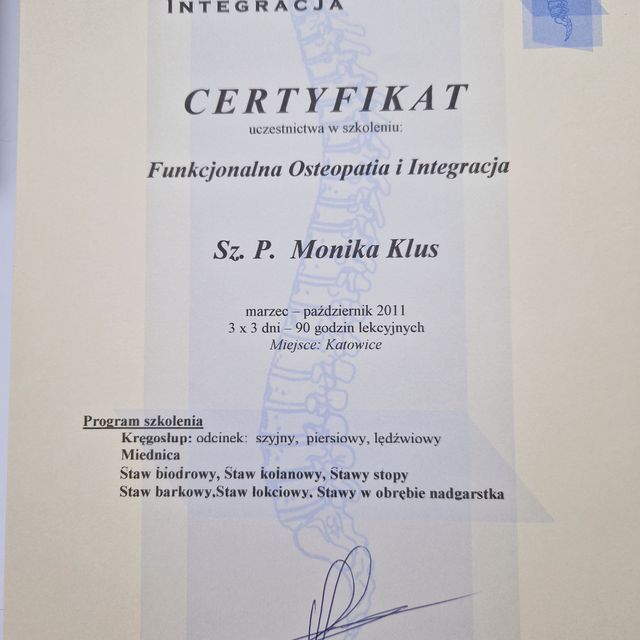 INTEGRACJA
CERTYFIKAT
uczestnictwa w szkoleniu:
Funkcjonalna Osteopatia i Integracja
Sz. P. Monika Klus
marzec – październik 2011
3 x 3 dni – 90 godzin lekcyjnych
Miejsce: Katowice
Program szkolenia
Kręgosłup: odcinek: szyjny, piersiowy, lędźwiowy
Miednica
Staw biodrowy, Staw kolanowy, Stawy stopy
Staw barkowy,Staw łokciowy, Stawy w obrębie nadgarstka